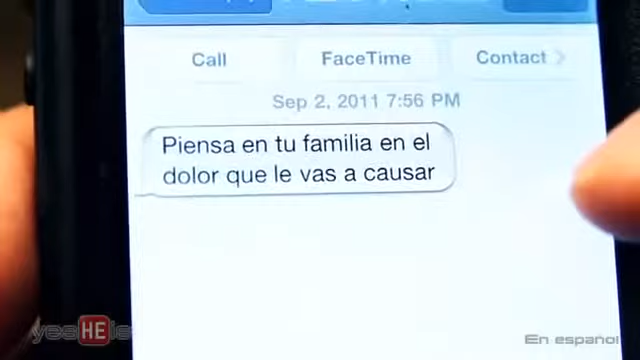 Call FaceTime Contact
Sep 2, 2011 7:56 PM
Piensa en tu familia en el
dolor que le vas a causar
yesHEis
En español